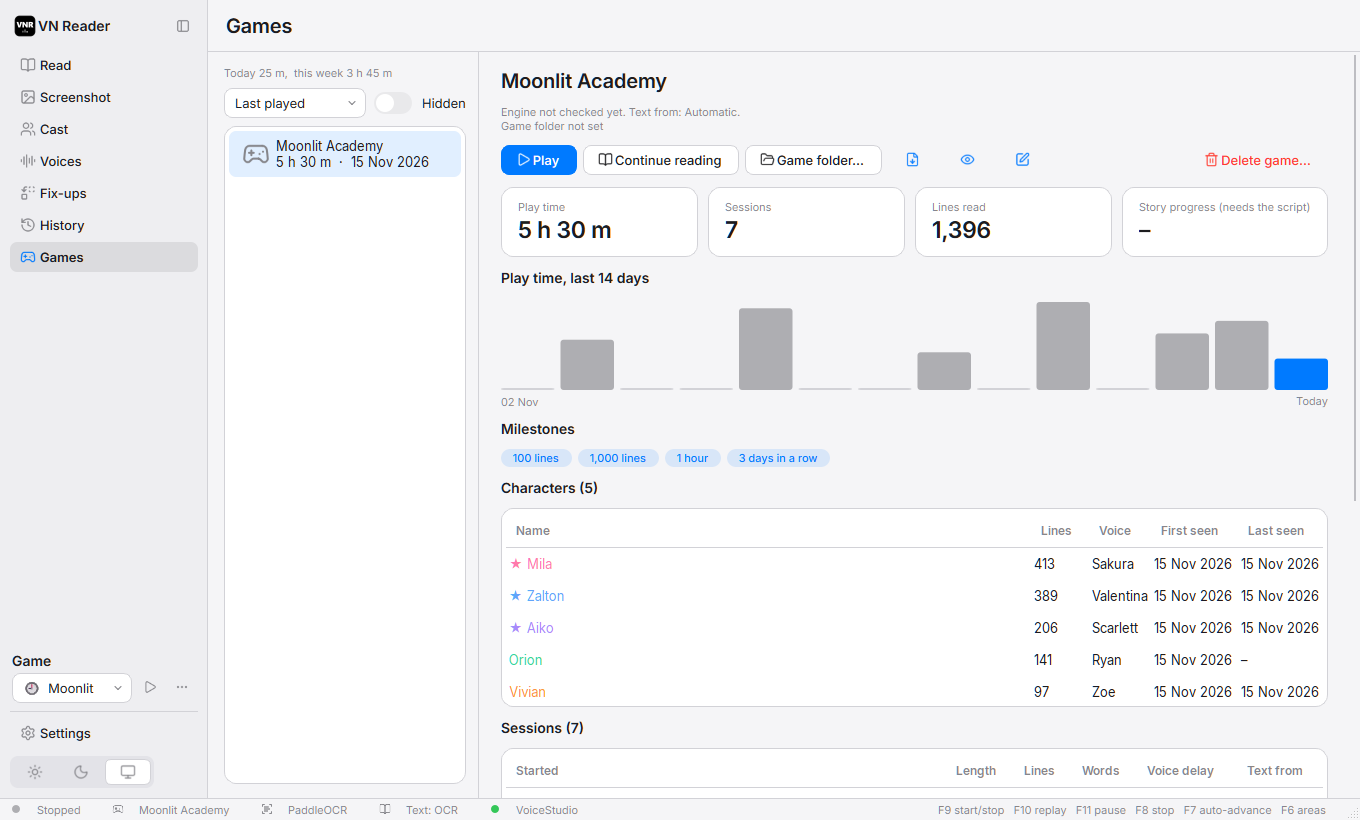 VNR VN Reader
Read
Screenshot
Cast
Voices
Fix-ups
History
Games
Game
Moonlit
Settings
Games
Today 25 m, this week 3 h 45 m
Last played
Hidden
Moonlit Academy
5 h 30 m · 15 Nov 2026
Moonlit Academy
Engine not checked yet. Text from: Automatic.
Game folder not set
Play
Continue reading
Game folder...
Delete game...
Play time
5 h 30 m
Sessions
7
Lines read
1,396
Story progress (needs the script)
–
Play time, last 14 days
02 Nov
Today
Milestones
100 lines
1,000 lines
1 hour
3 days in a row
Characters (5)
Name Lines Voice First seen Last seen
★ Mila 413 Sakura 15 Nov 2026 15 Nov 2026
★ Zalton 389 Valentina 15 Nov 2026 15 Nov 2026
★ Aiko 206 Scarlett 15 Nov 2026 15 Nov 2026
Orion 141 Ryan 15 Nov 2026 –
Vivian 97 Zoe 15 Nov 2026 15 Nov 2026
Sessions (7)
Started Length Lines Words Voice delay Text from
Stopped Moonlit Academy PaddleOCR Text: OCR VoiceStudio F9 start/stop F10 replay F11 pause F8 stop F7 auto-advance F6 areas